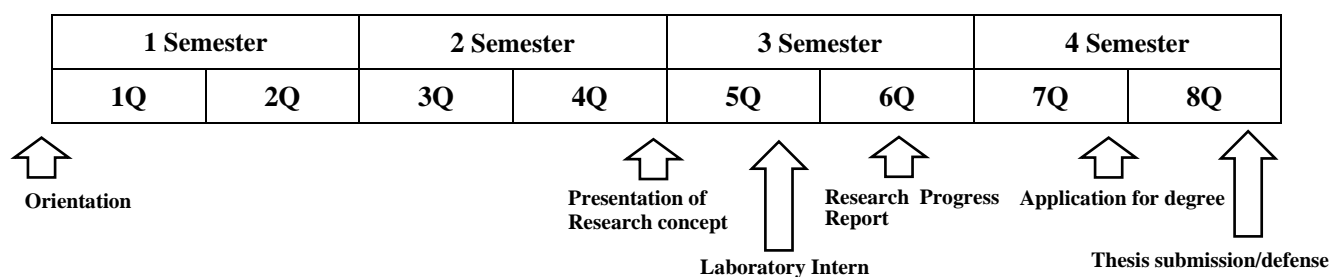 1 Semester 2 Semester 3 Semester 4 Semester
1Q 2Q 3Q 4Q 5Q 6Q 7Q 8Q
Orientation
Presentation of
Research concept
Laboratory Intern
Research Progress
Report
Application for degree
Thesis submission/defense